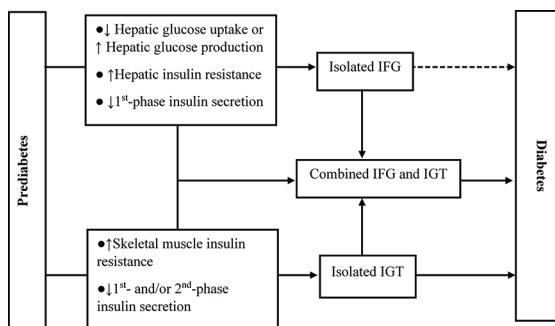 Prediabetes
●↓ Hepatic glucose uptake or
↑ Hepatic glucose production
● ↑Hepatic insulin resistance
● ↓1st-phase insulin secretion
Isolated IFG
Combined IFG and IGT
●↑Skeletal muscle insulin
resistance
●↓1st- and/or 2nd-phase
insulin secretion
Isolated IGT
Diabetes